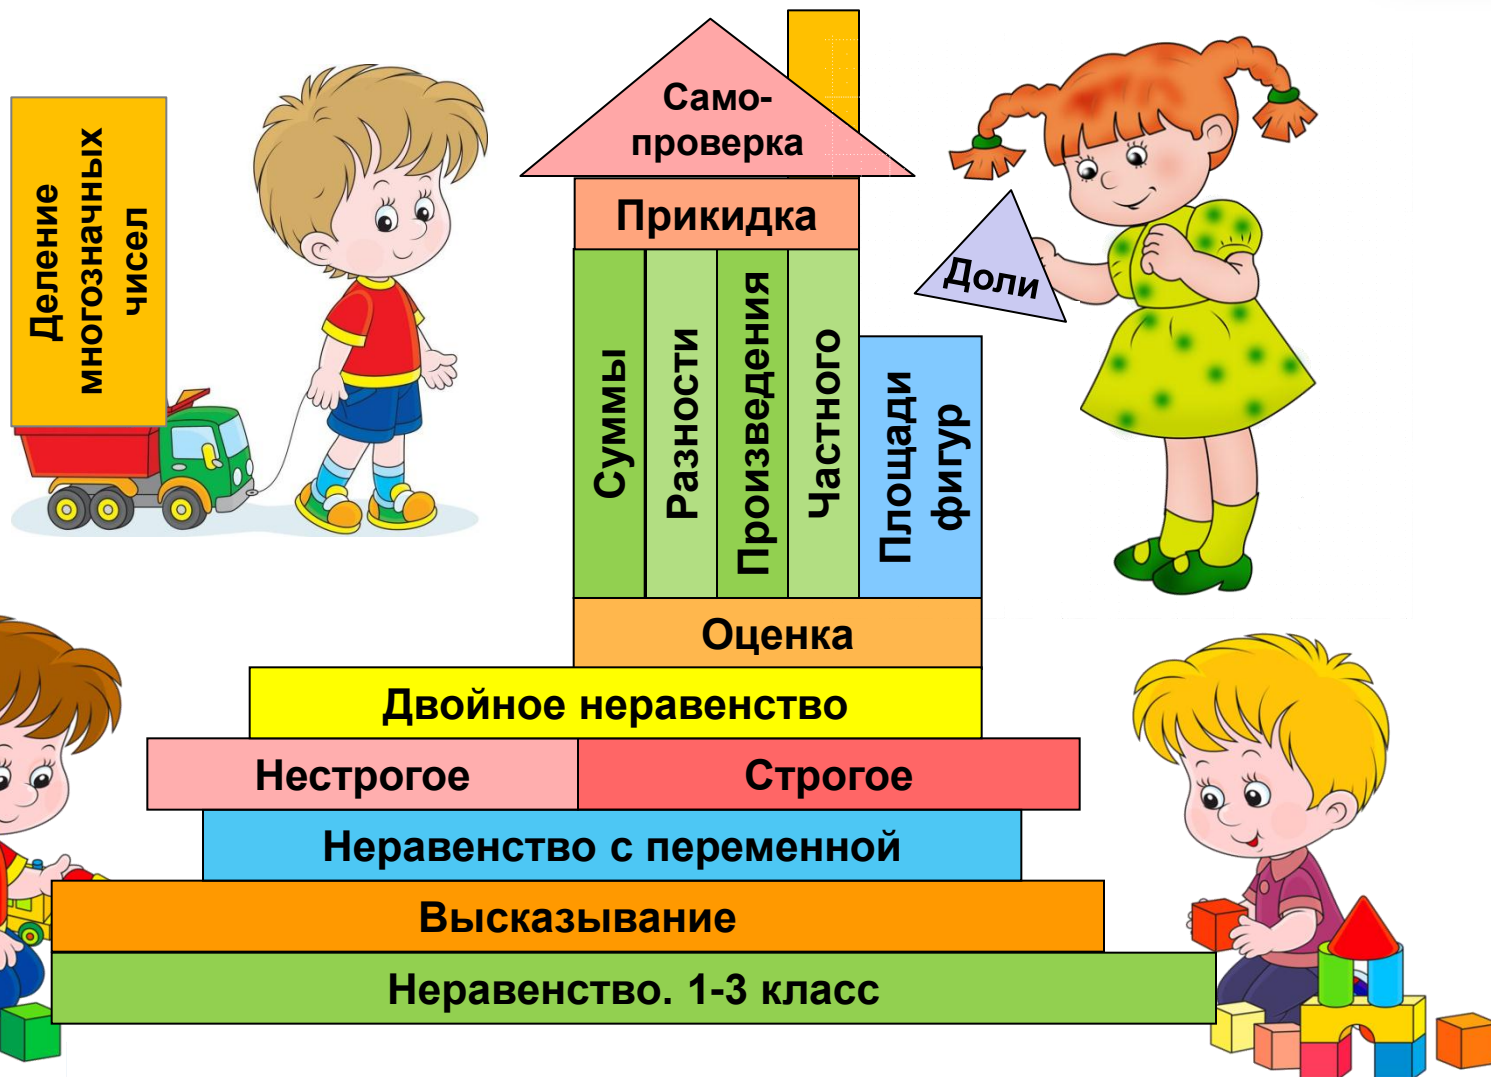 Деление
многозначных
чисел
Само-
проверка
Прикидка
Доли
Суммы
Разности
Произведения
Частного
Площади
фигур
Оценка
Двойное неравенство
Нестрогое
Строгое
Неравенство с переменной
Высказывание
Неравенство. 1-3 класс